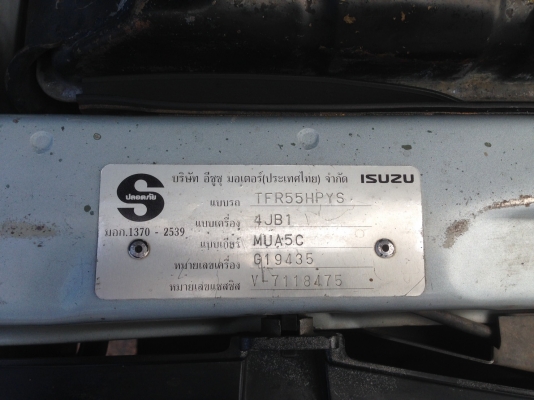 บริษัท อีซูซุ มอเตอร์(ประเทศไทย) จำกัด ISUZU
ปลอดภัย
มอก.1370 - 2539
แบบรถ TFR55HPYS
แบบเครื่อง 4JB1
แบบเกียร์ MUA5C
หมายเลขเครื่อง G19435
หมายเลขแชสซีส V-7118475